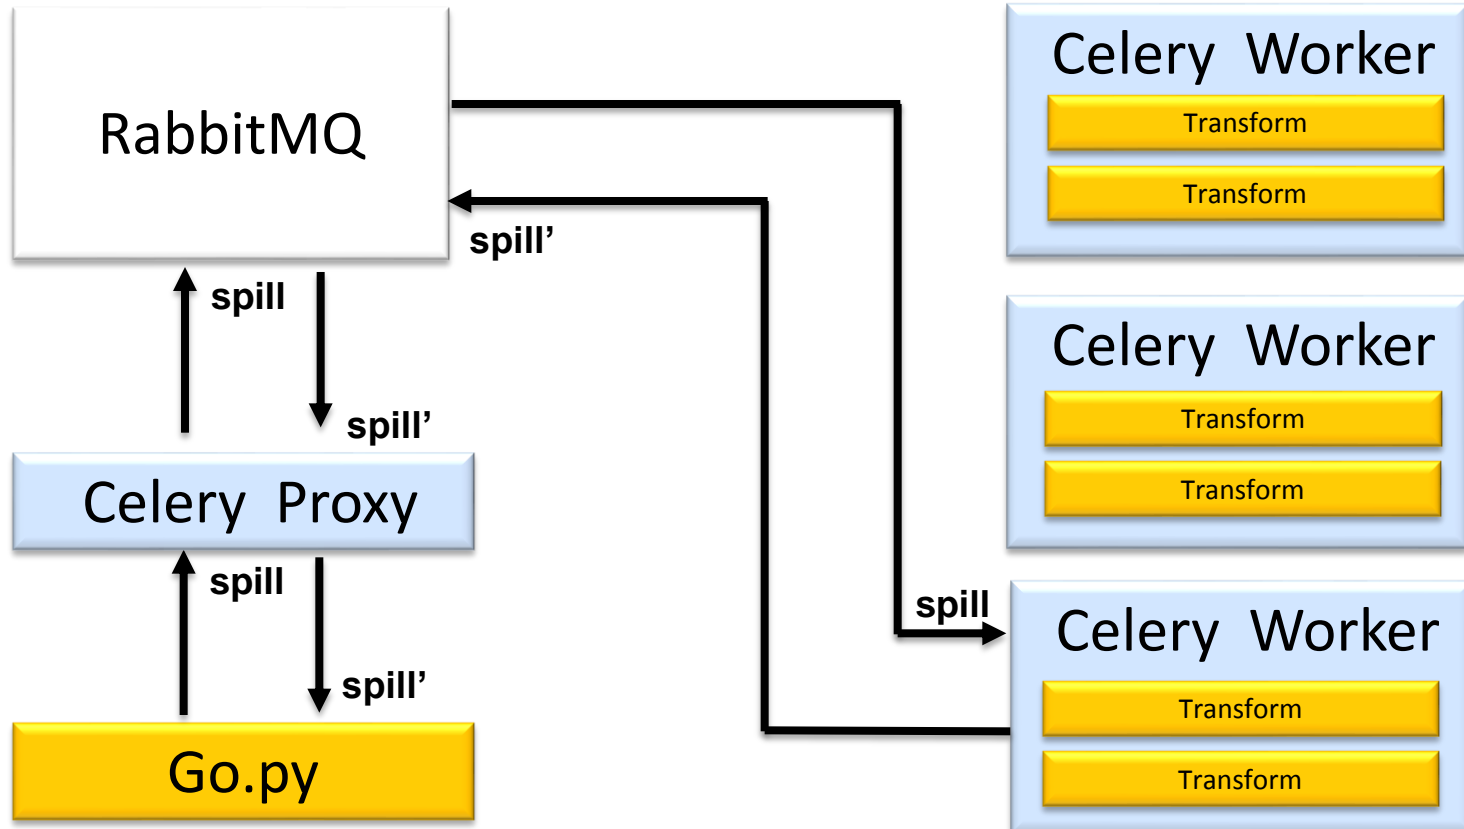 RabbitMQ
spill’
spill
spill’
Celery Proxy
spill
spill’
Go.py
Celery Worker
Transform
Transform
Celery Worker
Transform
Transform
spill
Celery Worker
Transform
Transform